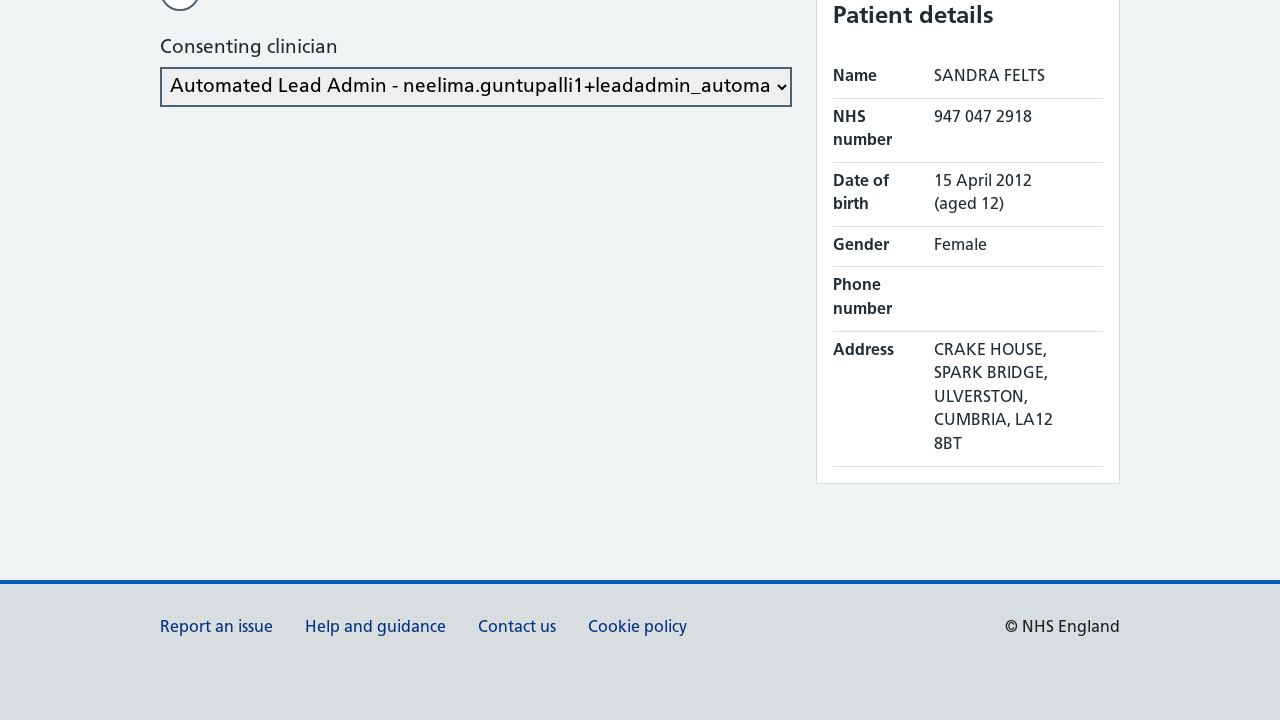 Consenting clinician
Automated Lead Admin - neelima.guntupalli1+leadadmin_automa
Patient details
Name SANDRA FELTS
NHS number 947 047 2918
Date of birth 15 April 2012 (aged 12)
Gender Female
Phone number
Address CRAKE HOUSE,
SPARK BRIDGE,
ULVERSTON,
CUMBRIA, LA12
8BT
Report an issue Help and guidance Contact us Cookie policy © NHS England